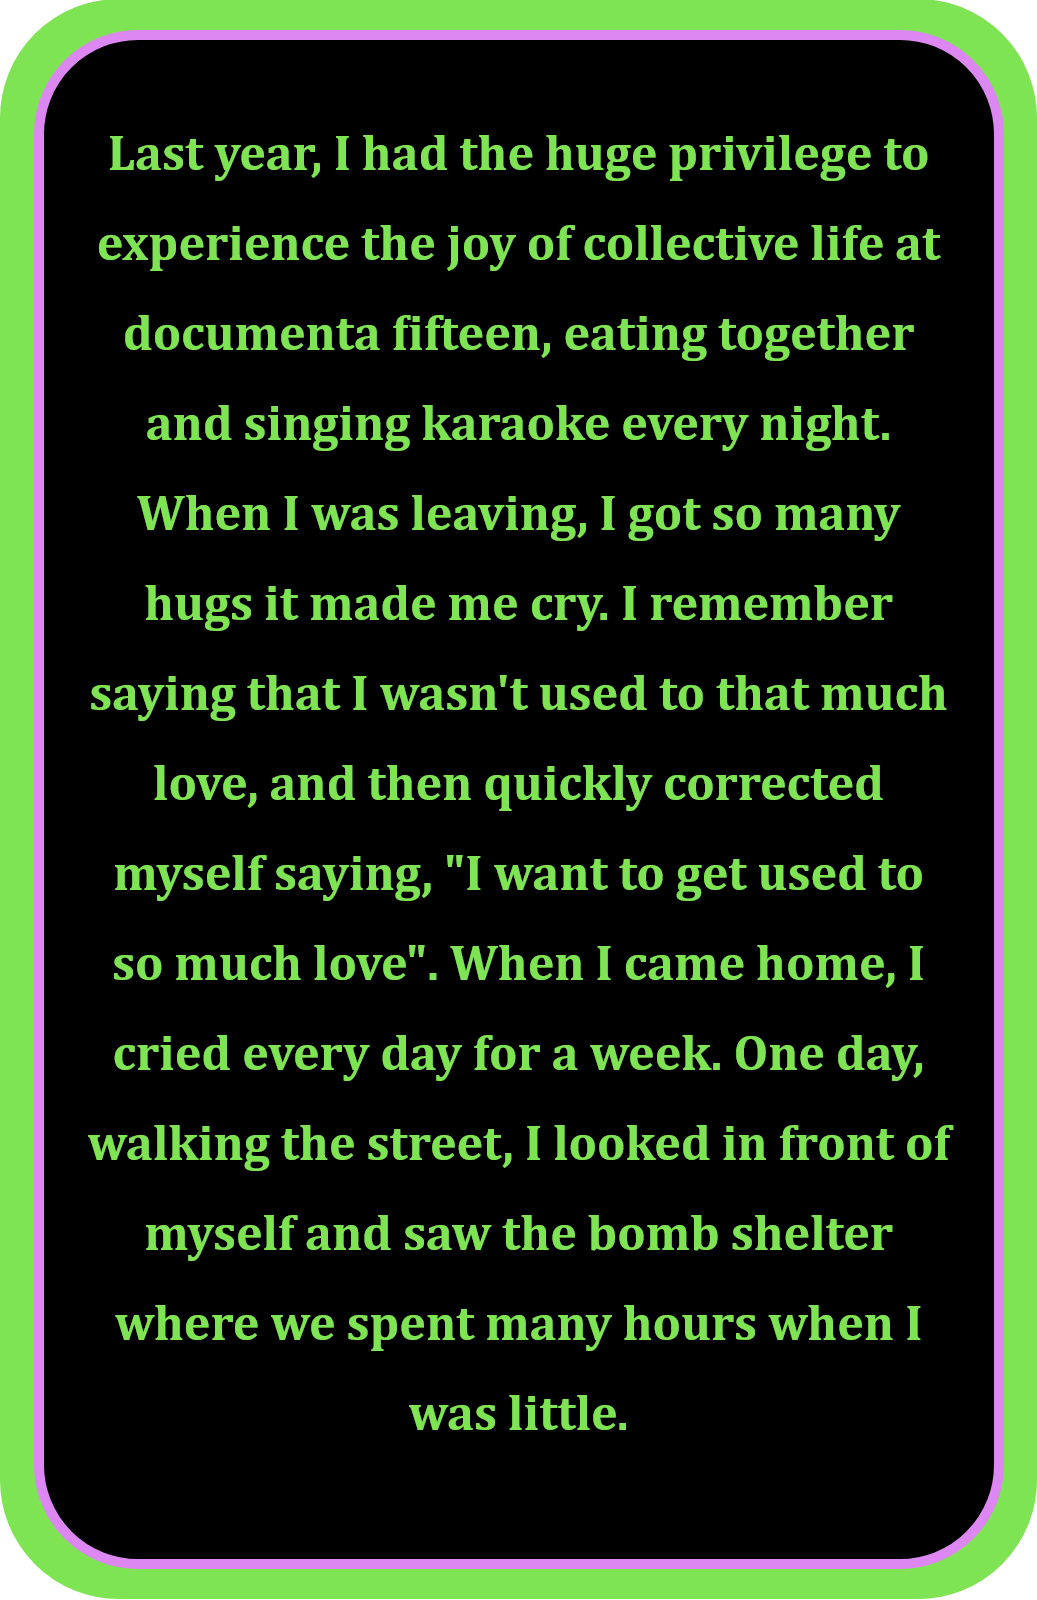 Last year, I had the huge privilege to
experience the joy of collective life at
documenta fifteen, eating together
and singing karaoke every night.
When I was leaving, I got so many
hugs it made me cry. I remember
saying that I wasn't used to that much
love, and then quickly corrected
myself saying, "I want to get used to
so much love". When I came home, I
cried every day for a week. One day,
walking the street, I looked in front of
myself and saw the bomb shelter
where we spent many hours when I
was little.